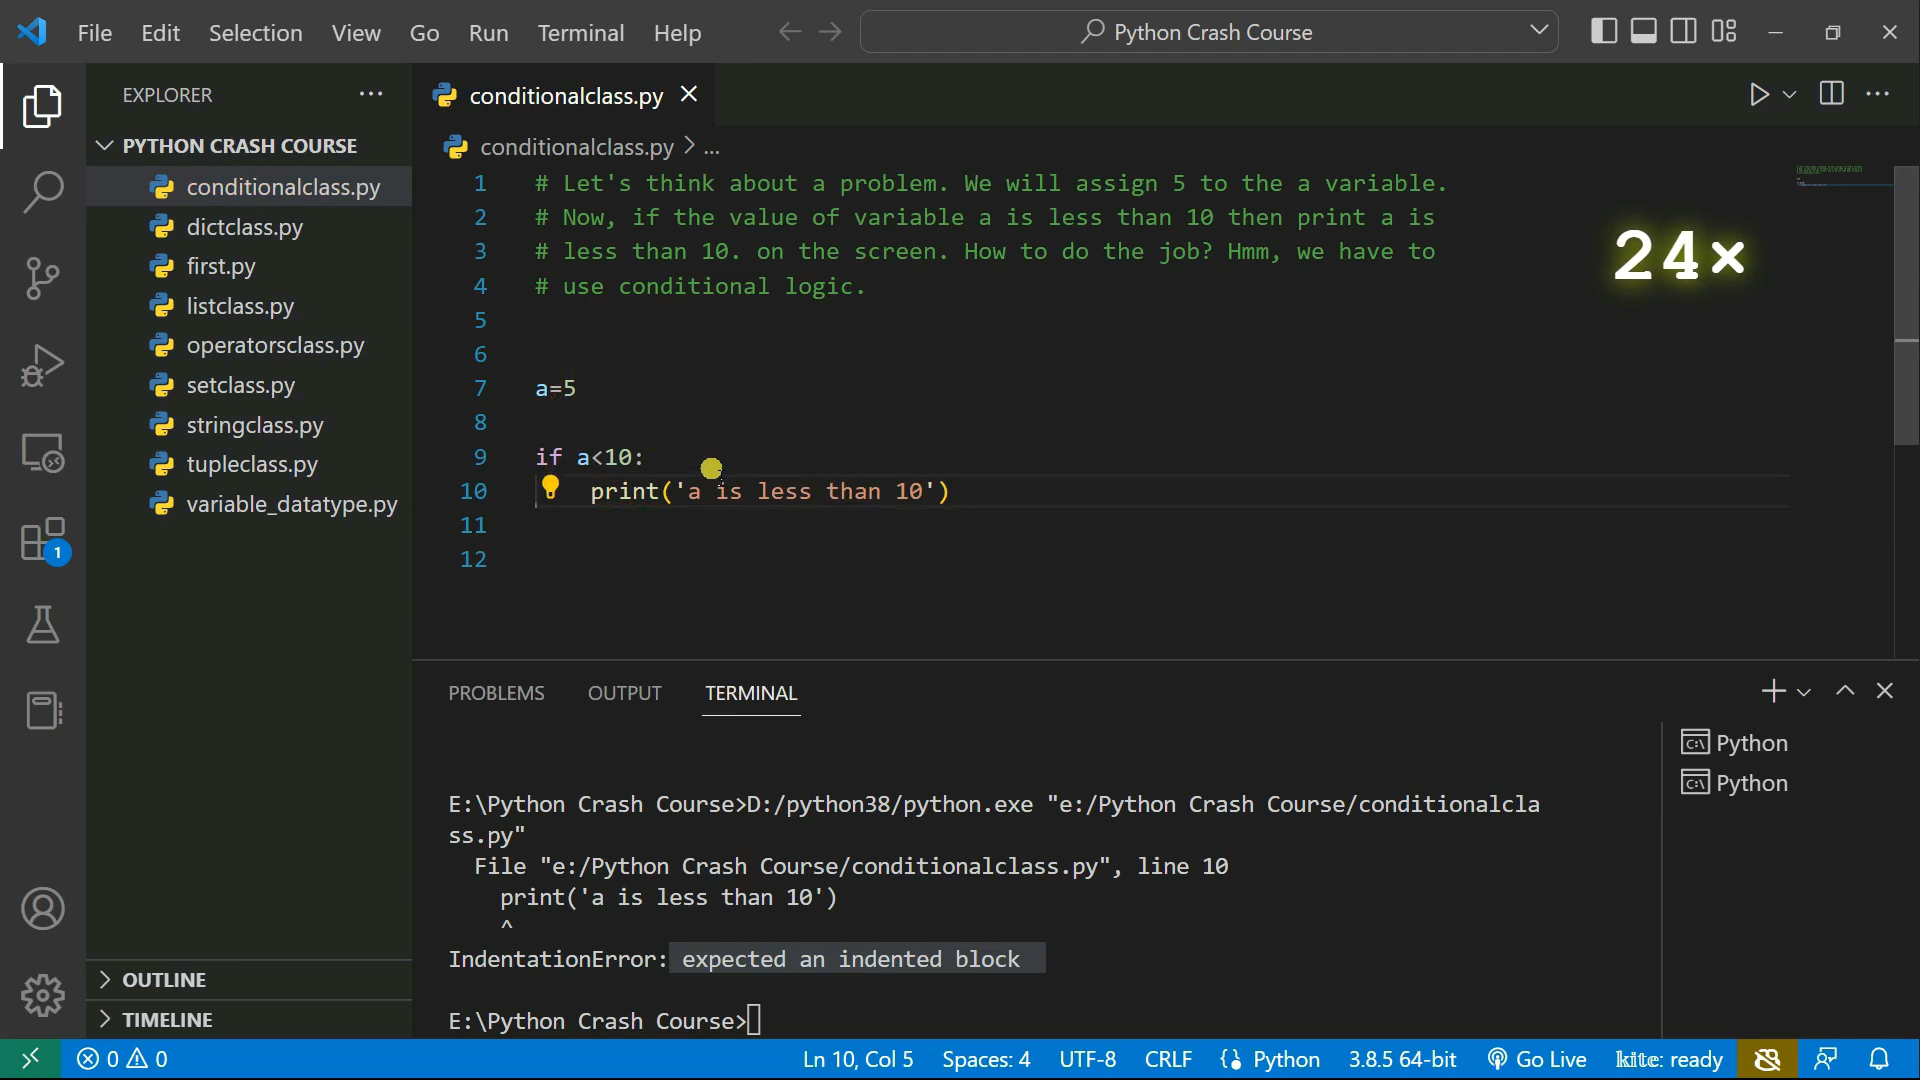 File Edit Selection View Go Run Terminal Help
Python Crash Course
EXPLORER
PYTHON CRASH COURSE
conditionalclass.py
dictclass.py
first.py
listclass.py
operatorsclass.py
setclass.py
stringclass.py
tupleclass.py
variable_datatype.py
OUTLINE
TIMELINE
1
conditionalclass.py
conditionalclass.py > ...
1 # Let's think about a problem. We will assign 5 to the a variable.
2 # Now, if the value of variable a is less than 10 then print a is
3 # less than 10. on the screen. How to do the job? Hmm, we have to
4 # use conditional logic.
5
6
7 a=5
8
9 if a<10:
10 print('a is less than 10')
11
12
24×
PROBLEMS OUTPUT TERMINAL
E:\Python Crash Course>D:/python38/python.exe "e:/Python Crash Course/conditionalcla
ss.py"
File "e:/Python Crash Course/conditionalclass.py", line 10
print('a is less than 10')
^
IndentationError: expected an indented block
E:\Python Crash Course>
Python
Python
0 0
Ln 10, Col 5 Spaces: 4 UTF-8 CRLF Python 3.8.5 64-bit Go Live kite: ready